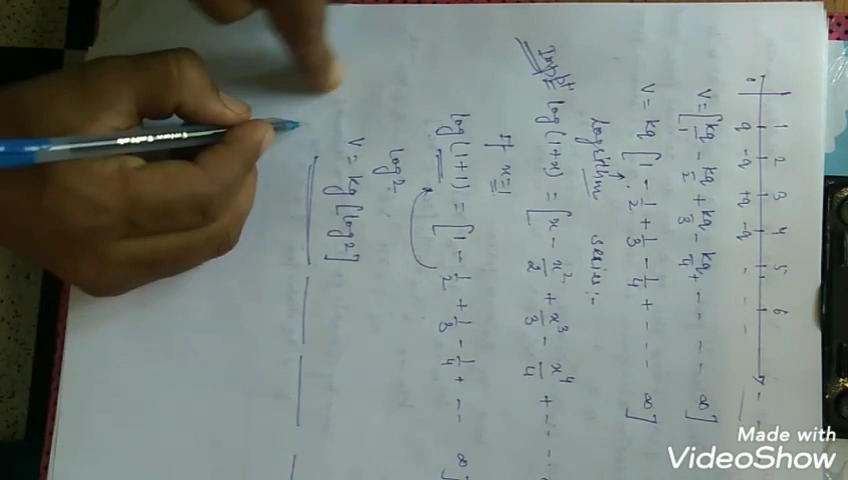 1 2 3 4 5 6
q -q +q -q - - -
V = [kq/1 - kq/2 + kq/3 - kq/4 + - - - - ∞]
V = kq [1 - 1/2 + 1/3 - 1/4 + - - - ∞]
Logrithm series:-
Impt log(1+x) = [x - x²/2 + x³/3 - x⁴/4 + - - -
If x=1
log(1+1) = [1 - 1/2 + 1/3 - 1/4 + - - ∞]
log2
V = kq[log2]
Made with
VideoShow